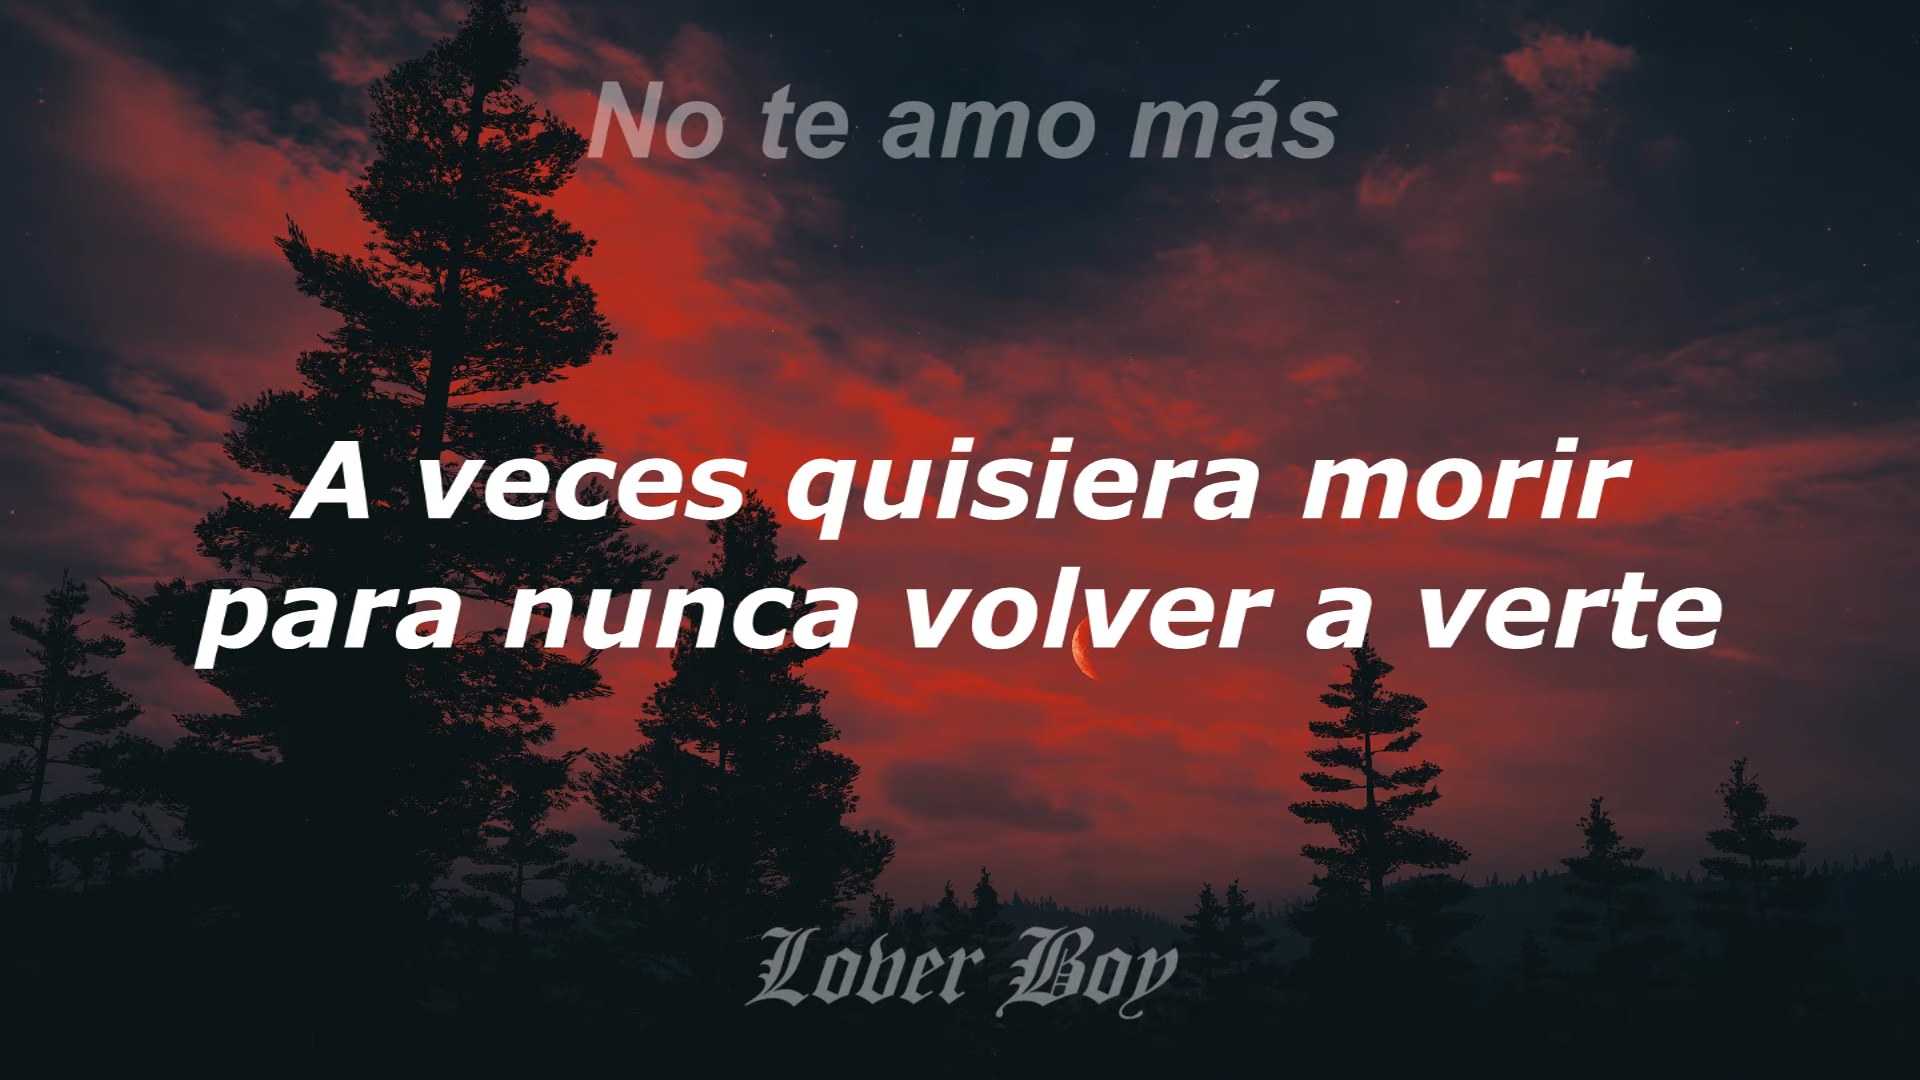 No te amo más
A veces quisiera morir
para nunca volver a verte
Lover Boy